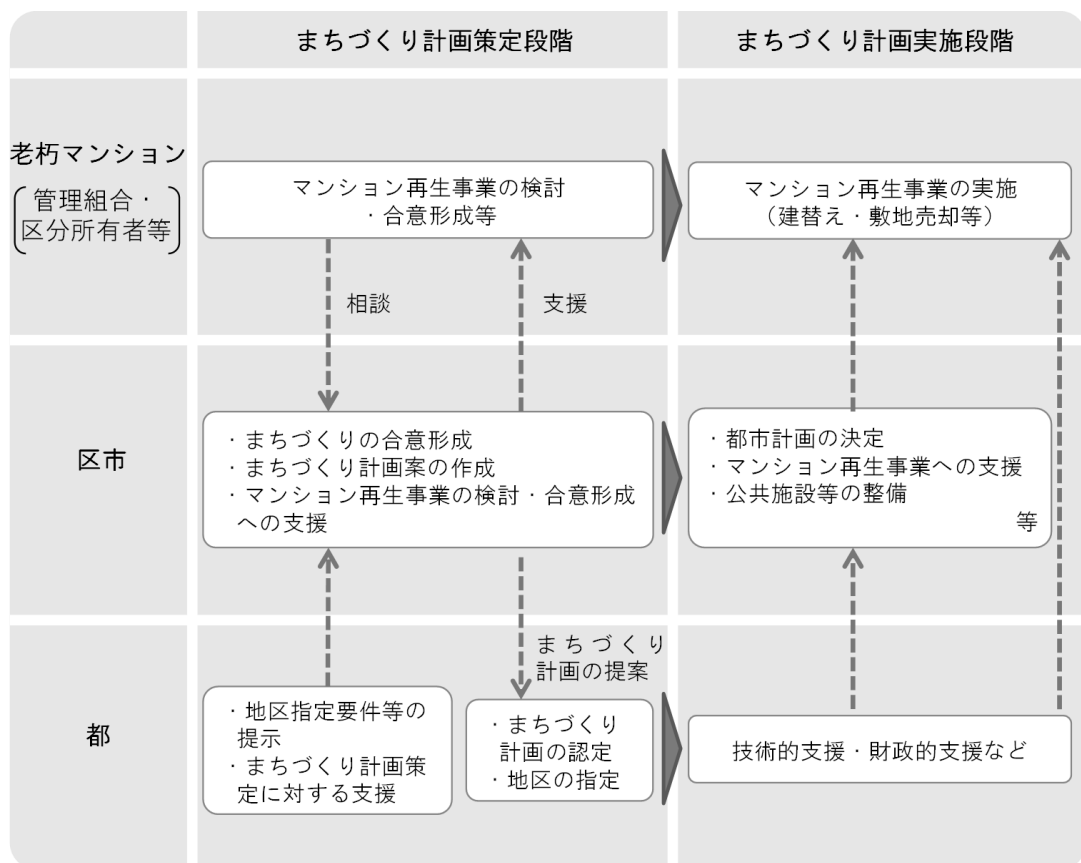 まちづくり計画策定段階
まちづくり計画実施段階
老朽マンション
管理組合・
区分所有者等
マンション再生事業の検討
・合意形成等
マンション再生事業の実施
（建替え・敷地売却等）
相談
支援
区市
・まちづくりの合意形成
・まちづくり計画案の作成
・マンション再生事業の検討・合意形成
への支援
・都市計画の決定
・マンション再生事業への支援
・公共施設等の整備
等
まちづくり
計画の提案
都
・地区指定要件等の
提示
・まちづくり計画策
定に対する支援
・まちづくり
計画の認定
・地区の指定
技術的支援・財政的支援など